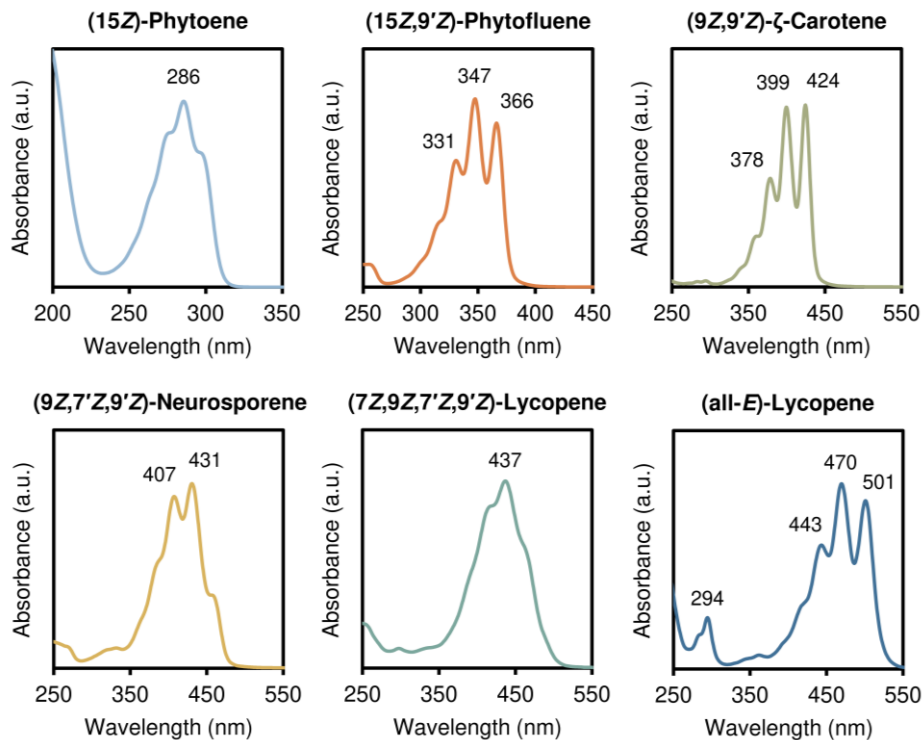 (15Z)-Phytoene
286
Absorbance (a.u.)
200 250 300 350
Wavelength (nm)
(15Z,9′Z)-Phytofluene
347
366
331
Absorbance (a.u.)
250 300 350 400 450
Wavelength (nm)
(9Z,9′Z)-ζ-Carotene
399 424
378
Absorbance (a.u.)
250 350 450 550
Wavelength (nm)
(9Z,7′Z,9′Z)-Neurosporene
407 431
Absorbance (a.u.)
250 350 450 550
Wavelength (nm)
(7Z,9Z,7′Z,9′Z)-Lycopene
437
Absorbance (a.u.)
250 350 450 550
Wavelength (nm)
(all-E)-Lycopene
470
501
443
294
Absorbance (a.u.)
250 350 450 550
Wavelength (nm)